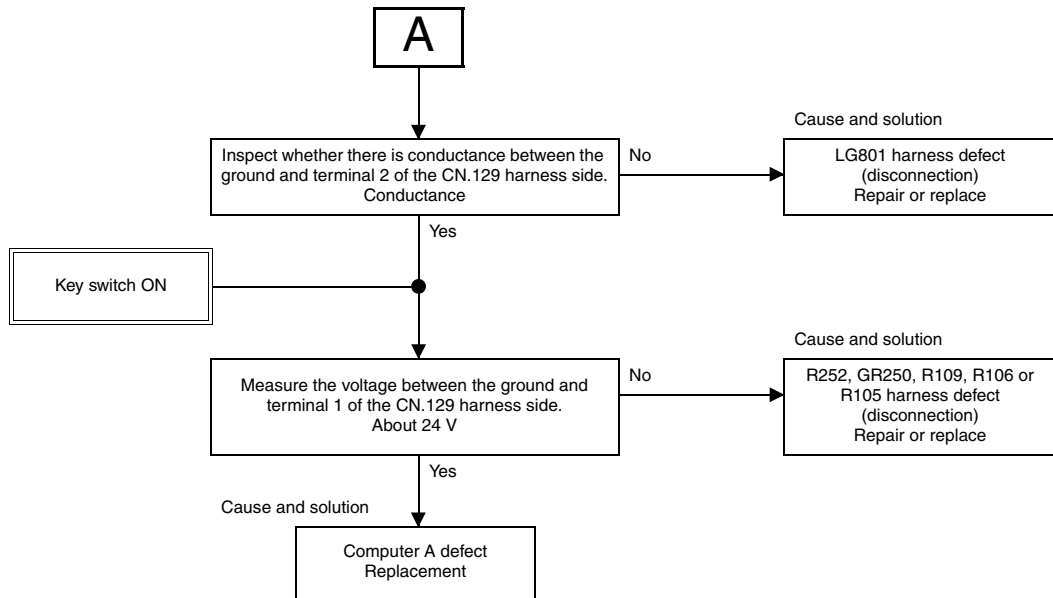 A
Inspect whether there is conductance between the
ground and terminal 2 of the CN.129 harness side.
Conductance
No
Cause and solution
LG801 harness defect
(disconnection)
Repair or replace
Yes
Key switch ON
Measure the voltage between the ground and
terminal 1 of the CN.129 harness side.
About 24 V
No
Cause and solution
R252, GR250, R109, R106 or
R105 harness defect
(disconnection)
Repair or replace
Yes
Cause and solution
Computer A defect
Replacement